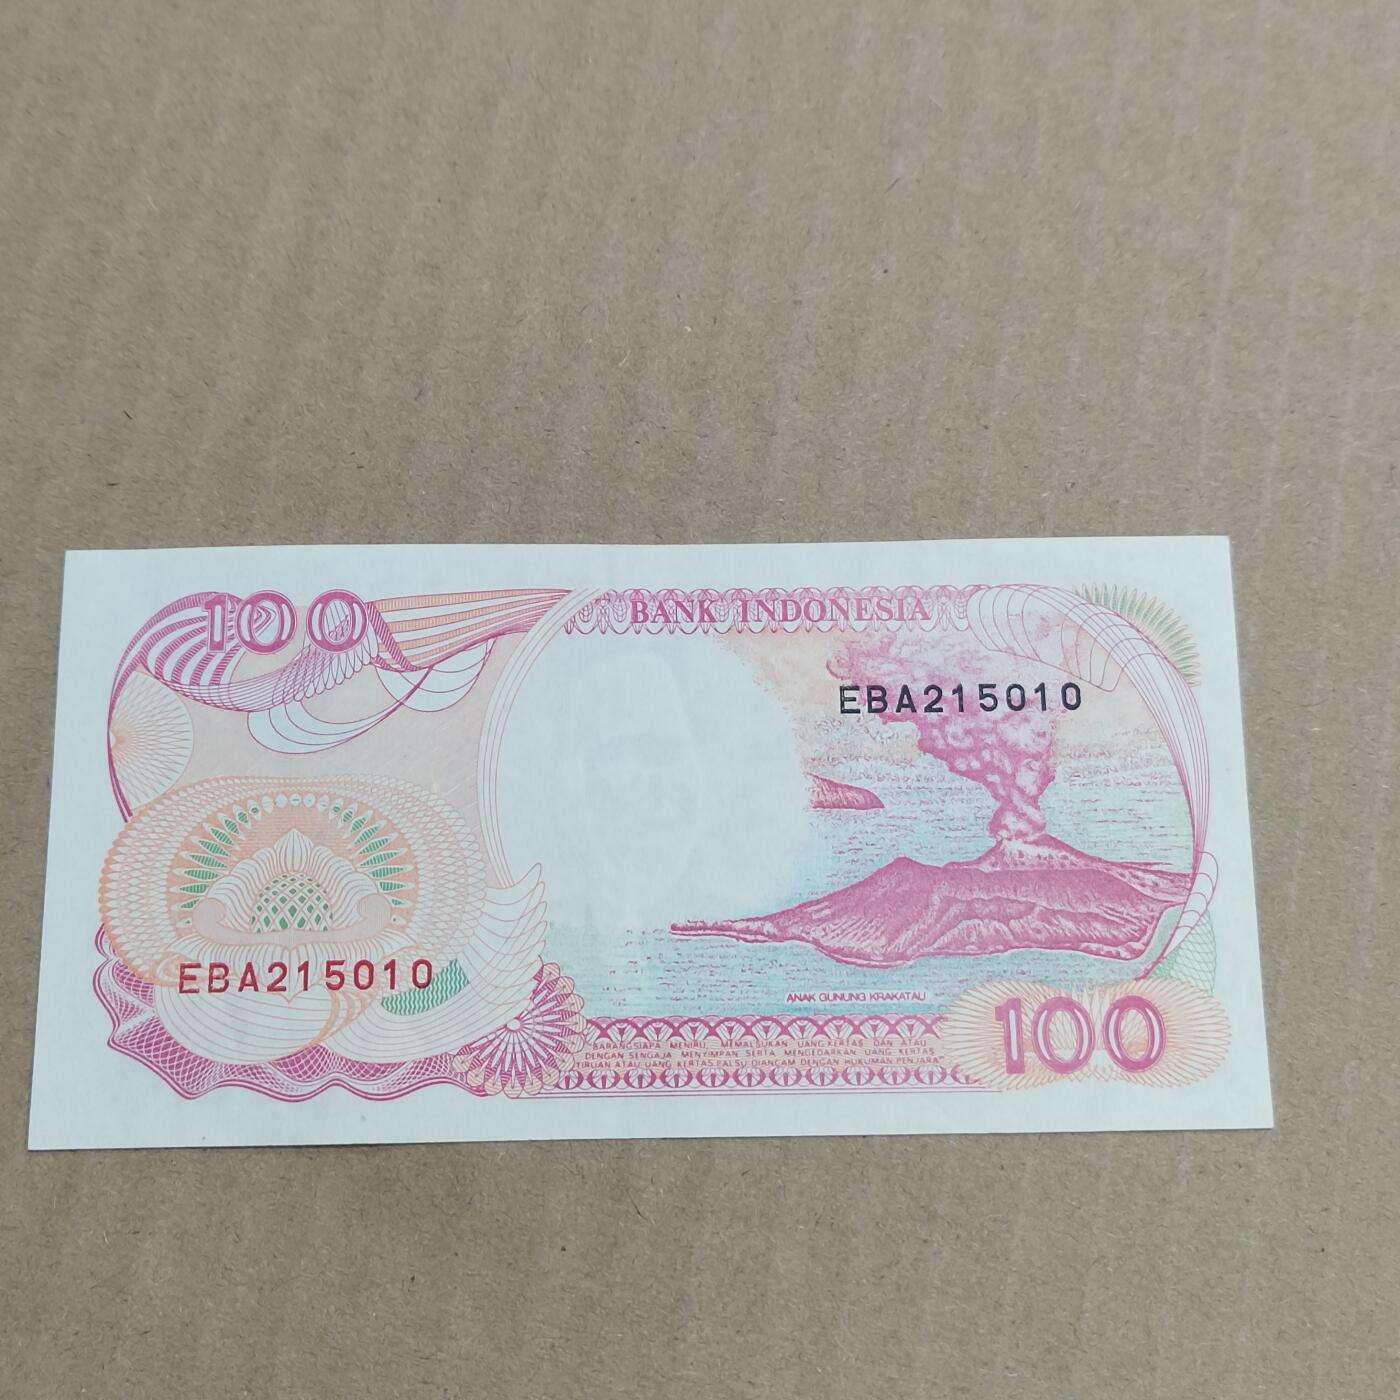 100
BANK INDONESIA
EBA215010
EBA215010
ANAK GUNUNG KRAKATAU
100
"BARANGSIAPA MENIRU, MEMALSUKAN UANG KERTAS DAN ATAU
DENGAN SENGAJA MENYIMPAN SERTA MENGEDARKAN UANG KERTAS
TIRUAN ATAU UANG KERTAS PALSU DIANCAM DENGAN HUKUMAN PENJARA"